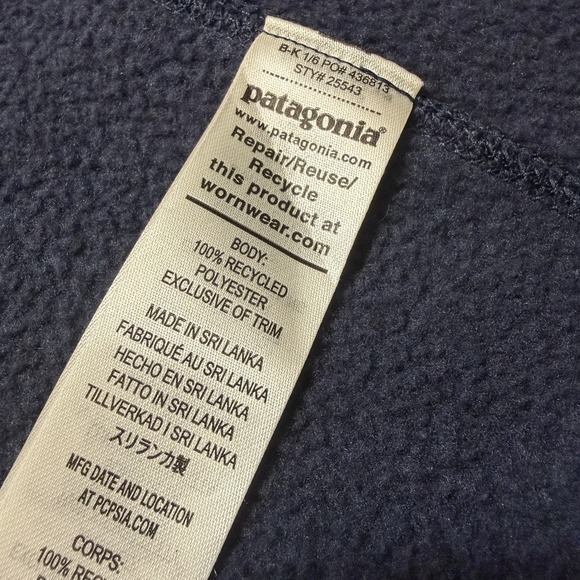 B-K 1/6 PO# 436813
STY# 25543
patagonia®
www.patagonia.com
Repair/Reuse/
Recycle
this product at
wornwear.com
BODY:
100% RECYCLED
POLYESTER
EXCLUSIVE OF TRIM
MADE IN SRI LANKA
FABRIQUÉ AU SRI LANKA
HECHO EN SRI LANKA
FATTO IN SRI LANKA
TILLVERKAD I SRI LANKA
スリランカ製
MFG DATE AND LOCATION
AT PCPSIA.COM
CORPS:
100%